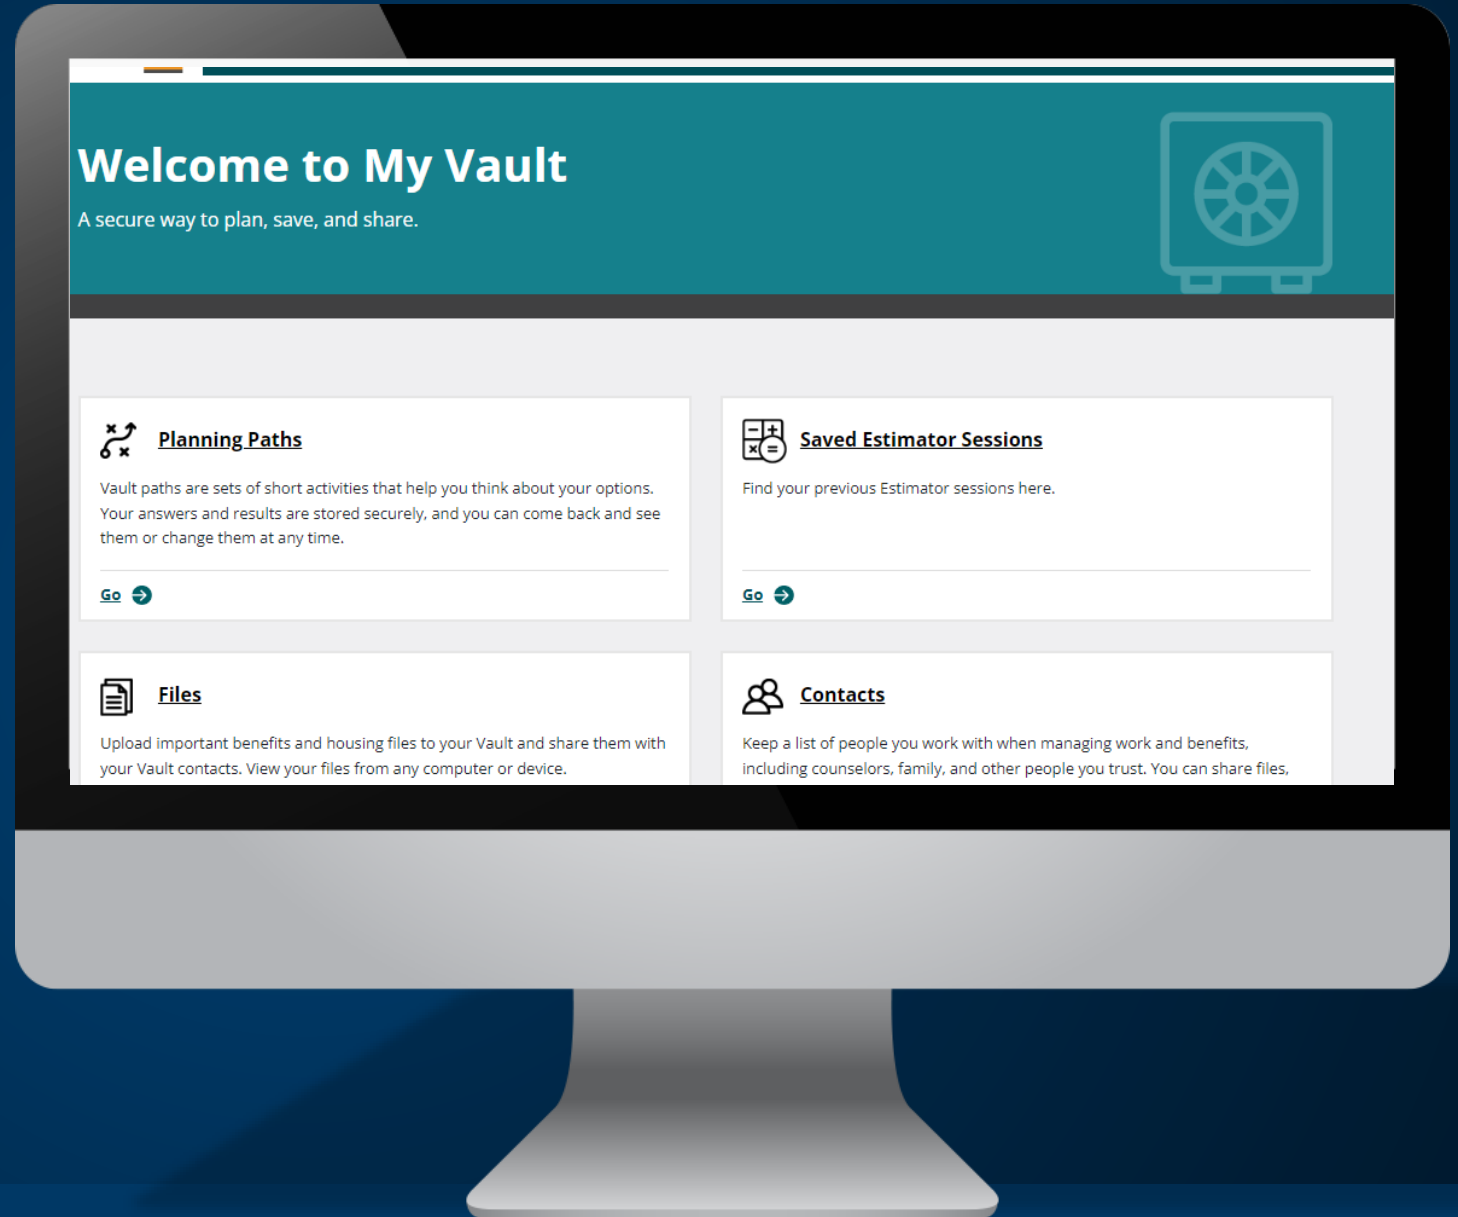 Welcome to My Vault
A secure way to plan, save, and share.
Planning Paths
Vault paths are sets of short activities that help you think about your options.
Your answers and results are stored securely, and you can come back and see
them or change them at any time.
Go
Saved Estimator Sessions
Find your previous Estimator sessions here.
Go
Files
Upload important benefits and housing files to your Vault and share them with
your Vault contacts. View your files from any computer or device.
Contacts
Keep a list of people you work with when managing work and benefits,
including counselors, family, and other people you trust. You can share files,